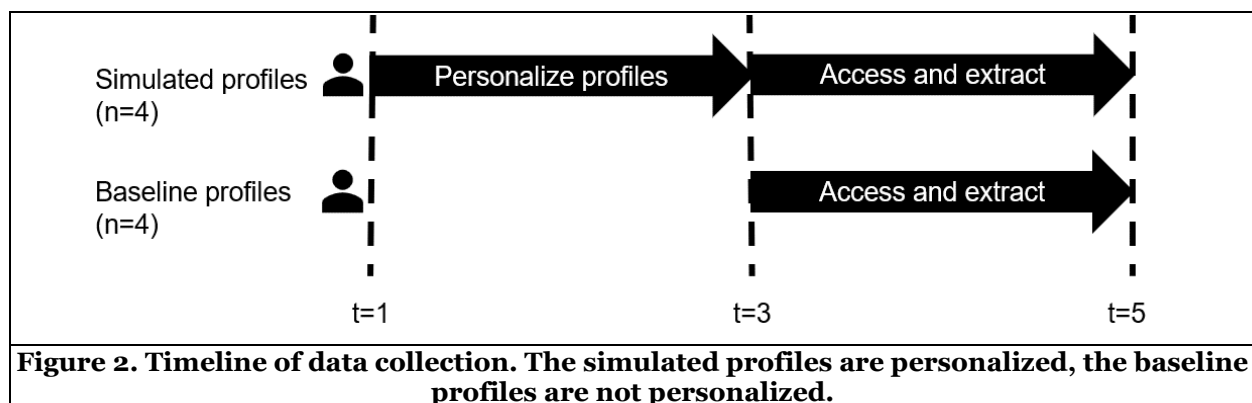 Simulated profiles
(n=4)
Personalize profiles
Access and extract
Baseline profiles
(n=4)
Access and extract
t=1
t=3
t=5
Figure 2. Timeline of data collection. The simulated profiles are personalized, the baseline
profiles are not personalized.